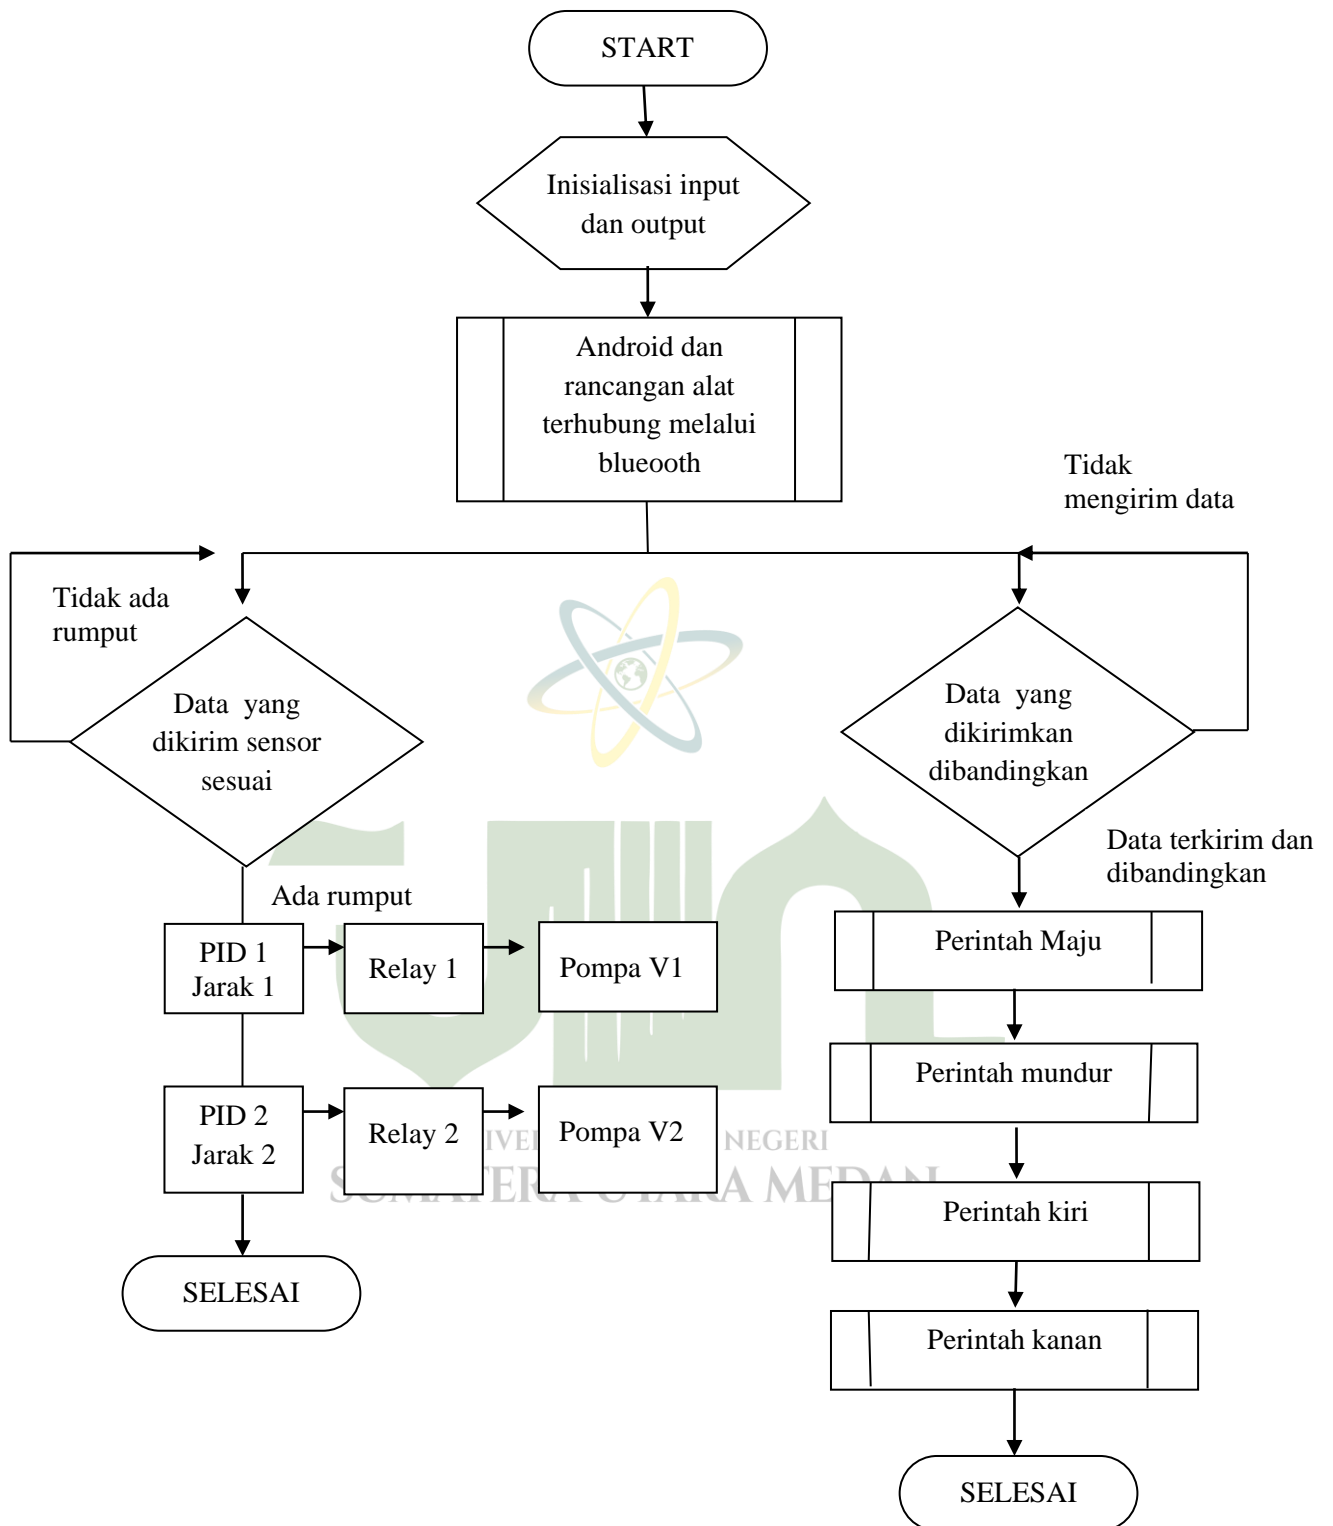 START
Inisialisasi input
dan output
Android dan
rancangan alat
terhubung melalui
blueooth
Tidak
mengirim data
Tidak ada
rumput
Data yang
dikirim sensor
sesuai
Data yang
dikirimkan
dibandingkan
Data terkirim dan
dibandingkan
Ada rumput
PID 1
Jarak 1
Relay 1
Pompa V1
Perintah Maju
Perintah mundur
PID 2
Jarak 2
Relay 2
Pompa V2
NEGERI
UTARA MEDAN
Perintah kiri
SELESAI
Perintah kanan
SELESAI